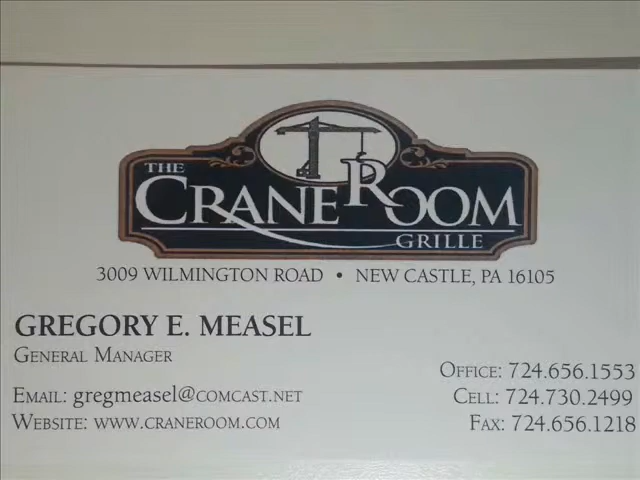 THE
CRANE ROOM
GRILLE
3009 WILMINGTON ROAD • NEW CASTLE, PA 16105
GREGORY E. MEASEL
GENERAL MANAGER
OFFICE: 724.656.1553
EMAIL: gregmeasel@COMCAST.NET
CELL: 724.730.2499
WEBSITE: WWW.CRANEROOM.COM
FAX: 724.656.1218